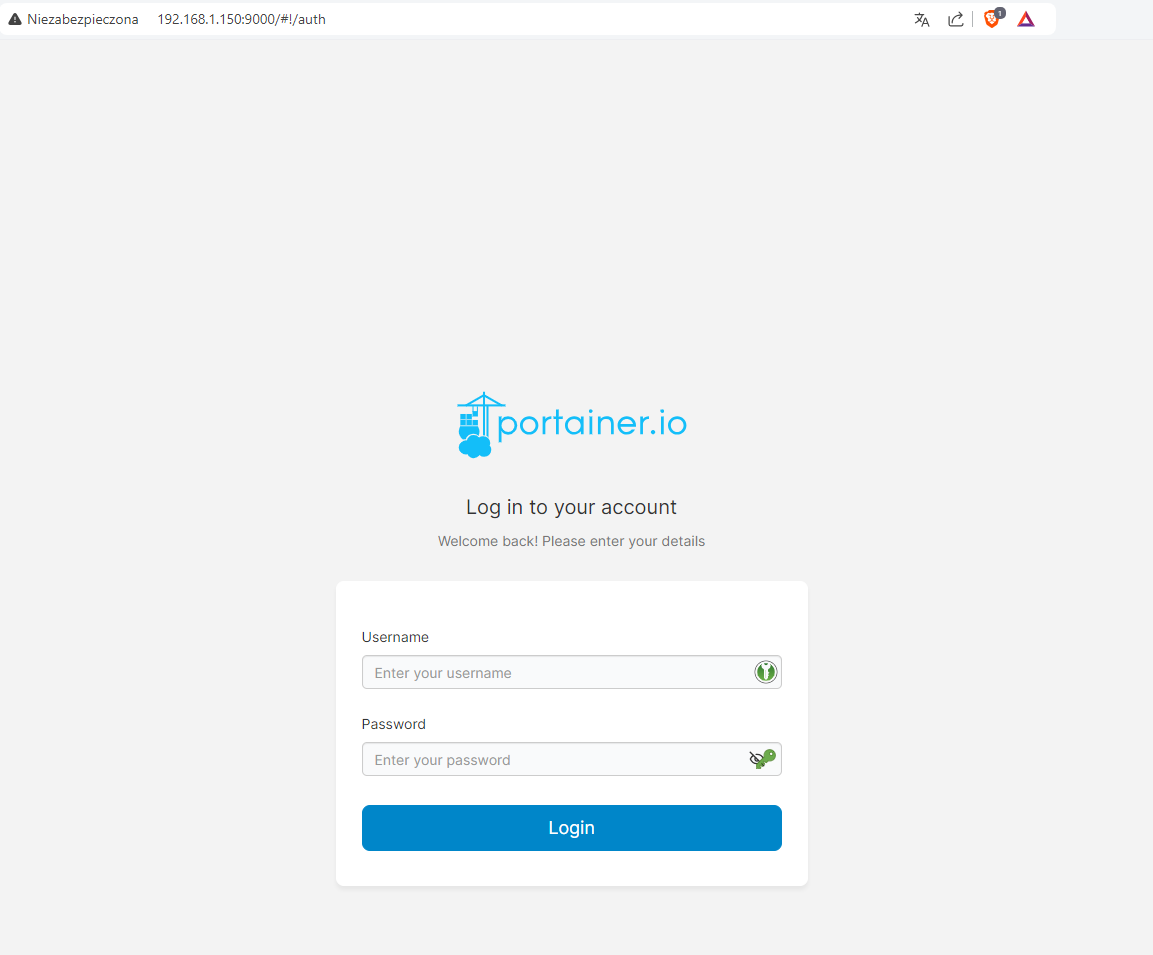 Niezabezpieczona 192.168.1.150:9000/#!/auth
1
portainer.io
Log in to your account
Welcome back! Please enter your details
Username
Enter your username
Password
Enter your password
Login